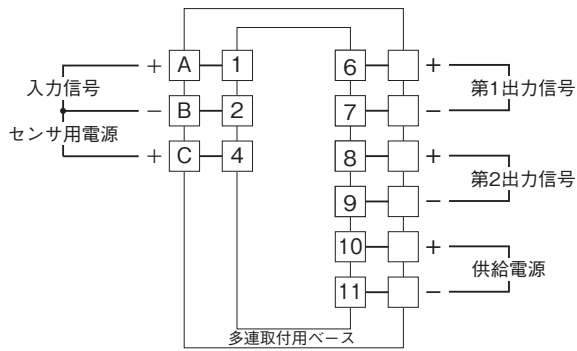 + A 1 6 +
入力信号 第1出力信号
− B 2 7 −
センサ用電源
+ C 4 8 +
第2出力信号
9 −
10 +
供給電源
11 −
多連取付用ベース